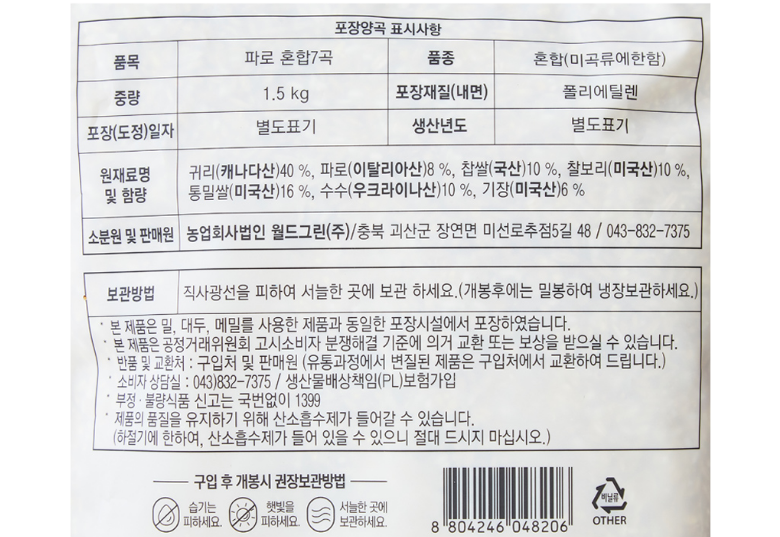 포장양곡 표시사항
품목 파로 혼합7곡 품종 혼합(미곡류에한함)
중량 1.5 kg 포장재질(내면) 폴리에틸렌
포장(도정)일자 별도표기 생산년도 별도표기
원재료명 및 함량
귀리(캐나다산)40 %, 파로(이탈리아산)8 %, 찹쌀(국산)10 %, 찰보리(미국산)10 %,
통밀쌀(미국산)16 %, 수수(우크라이나산)10 %, 기장(미국산)6 %
소분원 및 판매원 농업회사법인 월드그린(주)/충북 괴산군 장연면 미선로추점5길 48 / 043-832-7375
보관방법 직사광선을 피하여 서늘한 곳에 보관 하세요.(개봉후에는 밀봉하여 냉장보관하세요.)
· 본 제품은 밀, 대두, 메밀를 사용한 제품과 동일한 포장시설에서 포장하였습니다.
· 본 제품은 공정거래위원회 고시소비자 분쟁해결 기준에 의거 교환 또는 보상을 받으실 수 있습니다.
· 반품 및 교환처 : 구입처 및 판매원 (유통과정에서 변질된 제품은 구입처에서 교환하여 드립니다.)
· 소비자 상담실 : 043)832-7375 / 생산물배상책임(PL)보험가입
· 부정·불량식품 신고는 국번없이 1399
· 제품의 품질을 유지하기 위해 산소흡수제가 들어갈 수 있습니다.
(하절기에 한하여, 산소흡수제가 들어 있을 수 있으니 절대 드시지 마십시오.)
구입 후 개봉시 권장보관방법
습기는 피하세요. 햇빛을 피하세요. 서늘한 곳에 보관하세요.
8 804246 048206
비닐류
OTHER